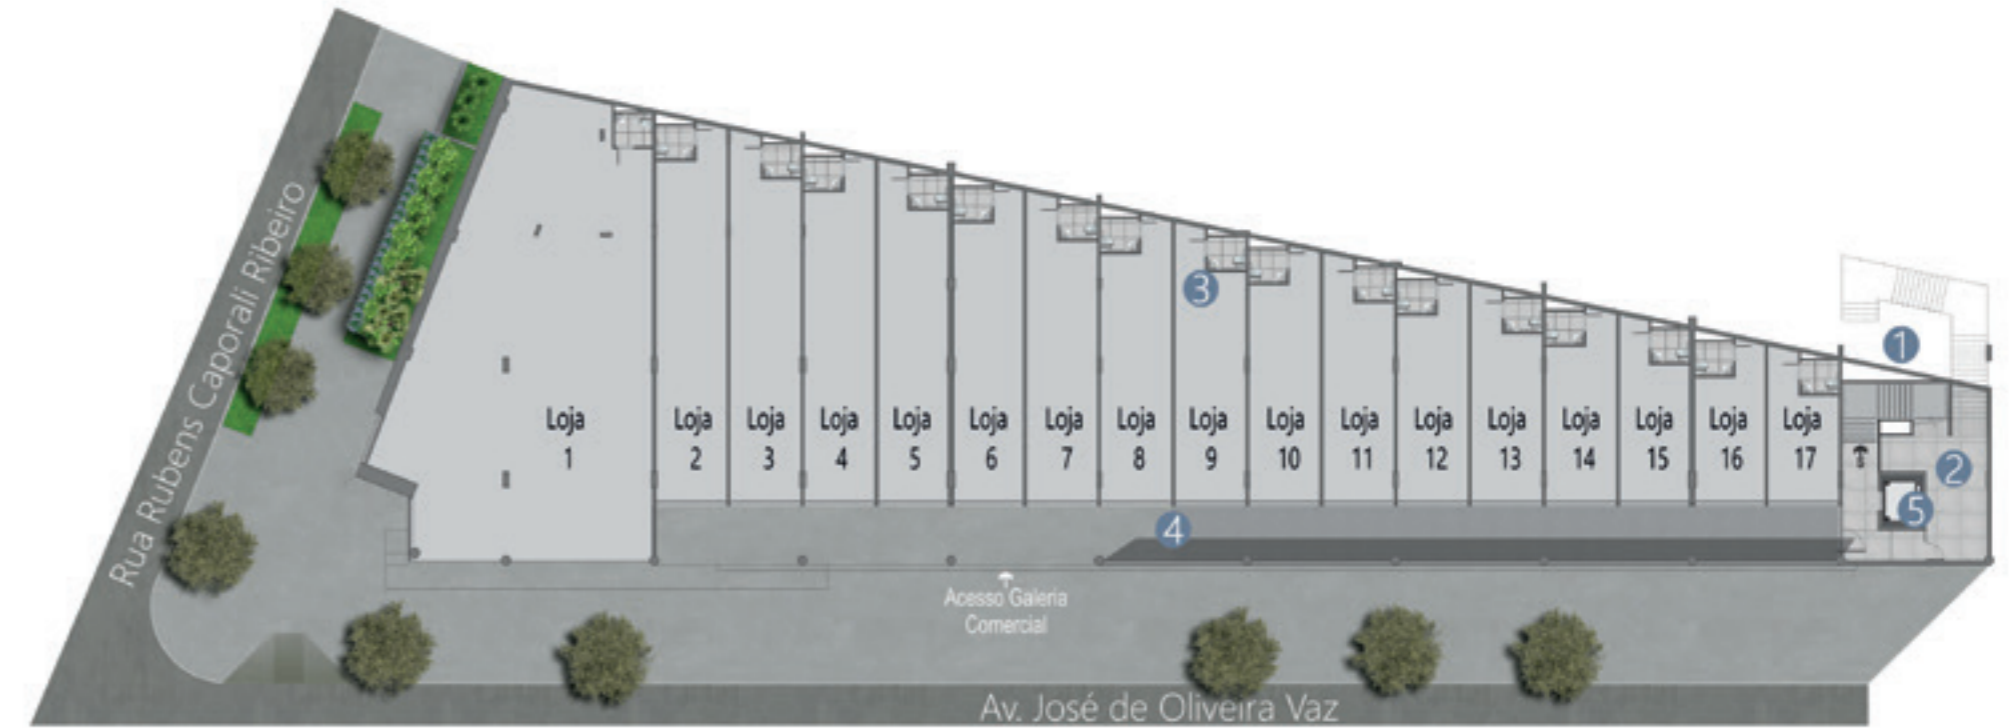 Rua Rubens Caporali Ribeiro
1
3
Loja
1
Loja
2
Loja
3
Loja
4
Loja
5
Loja
6
Loja
7
Loja
8
Loja
9
Loja
10
Loja
11
Loja
12
Loja
13
Loja
14
Loja
15
Loja
16
Loja
17
2
5
4
Acesso Galeria
Comercial
Av. José de Oliveira Vaz